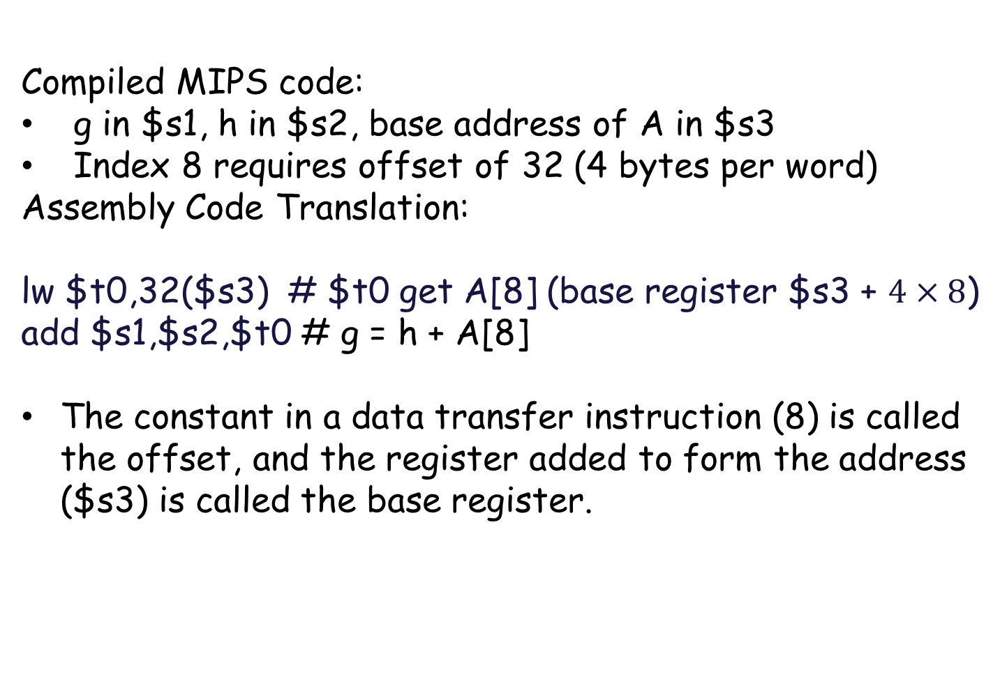 Compiled MIPS code:
• g in $s1, h in $s2, base address of A in $s3
• Index 8 requires offset of 32 (4 bytes per word)
Assembly Code Translation:
lw $t0,32($s3) # $t0 get A[8] (base register $s3 + 4 × 8)
add $s1,$s2,$t0 # g = h + A[8]
• The constant in a data transfer instruction (8) is called
the offset, and the register added to form the address
($s3) is called the base register.